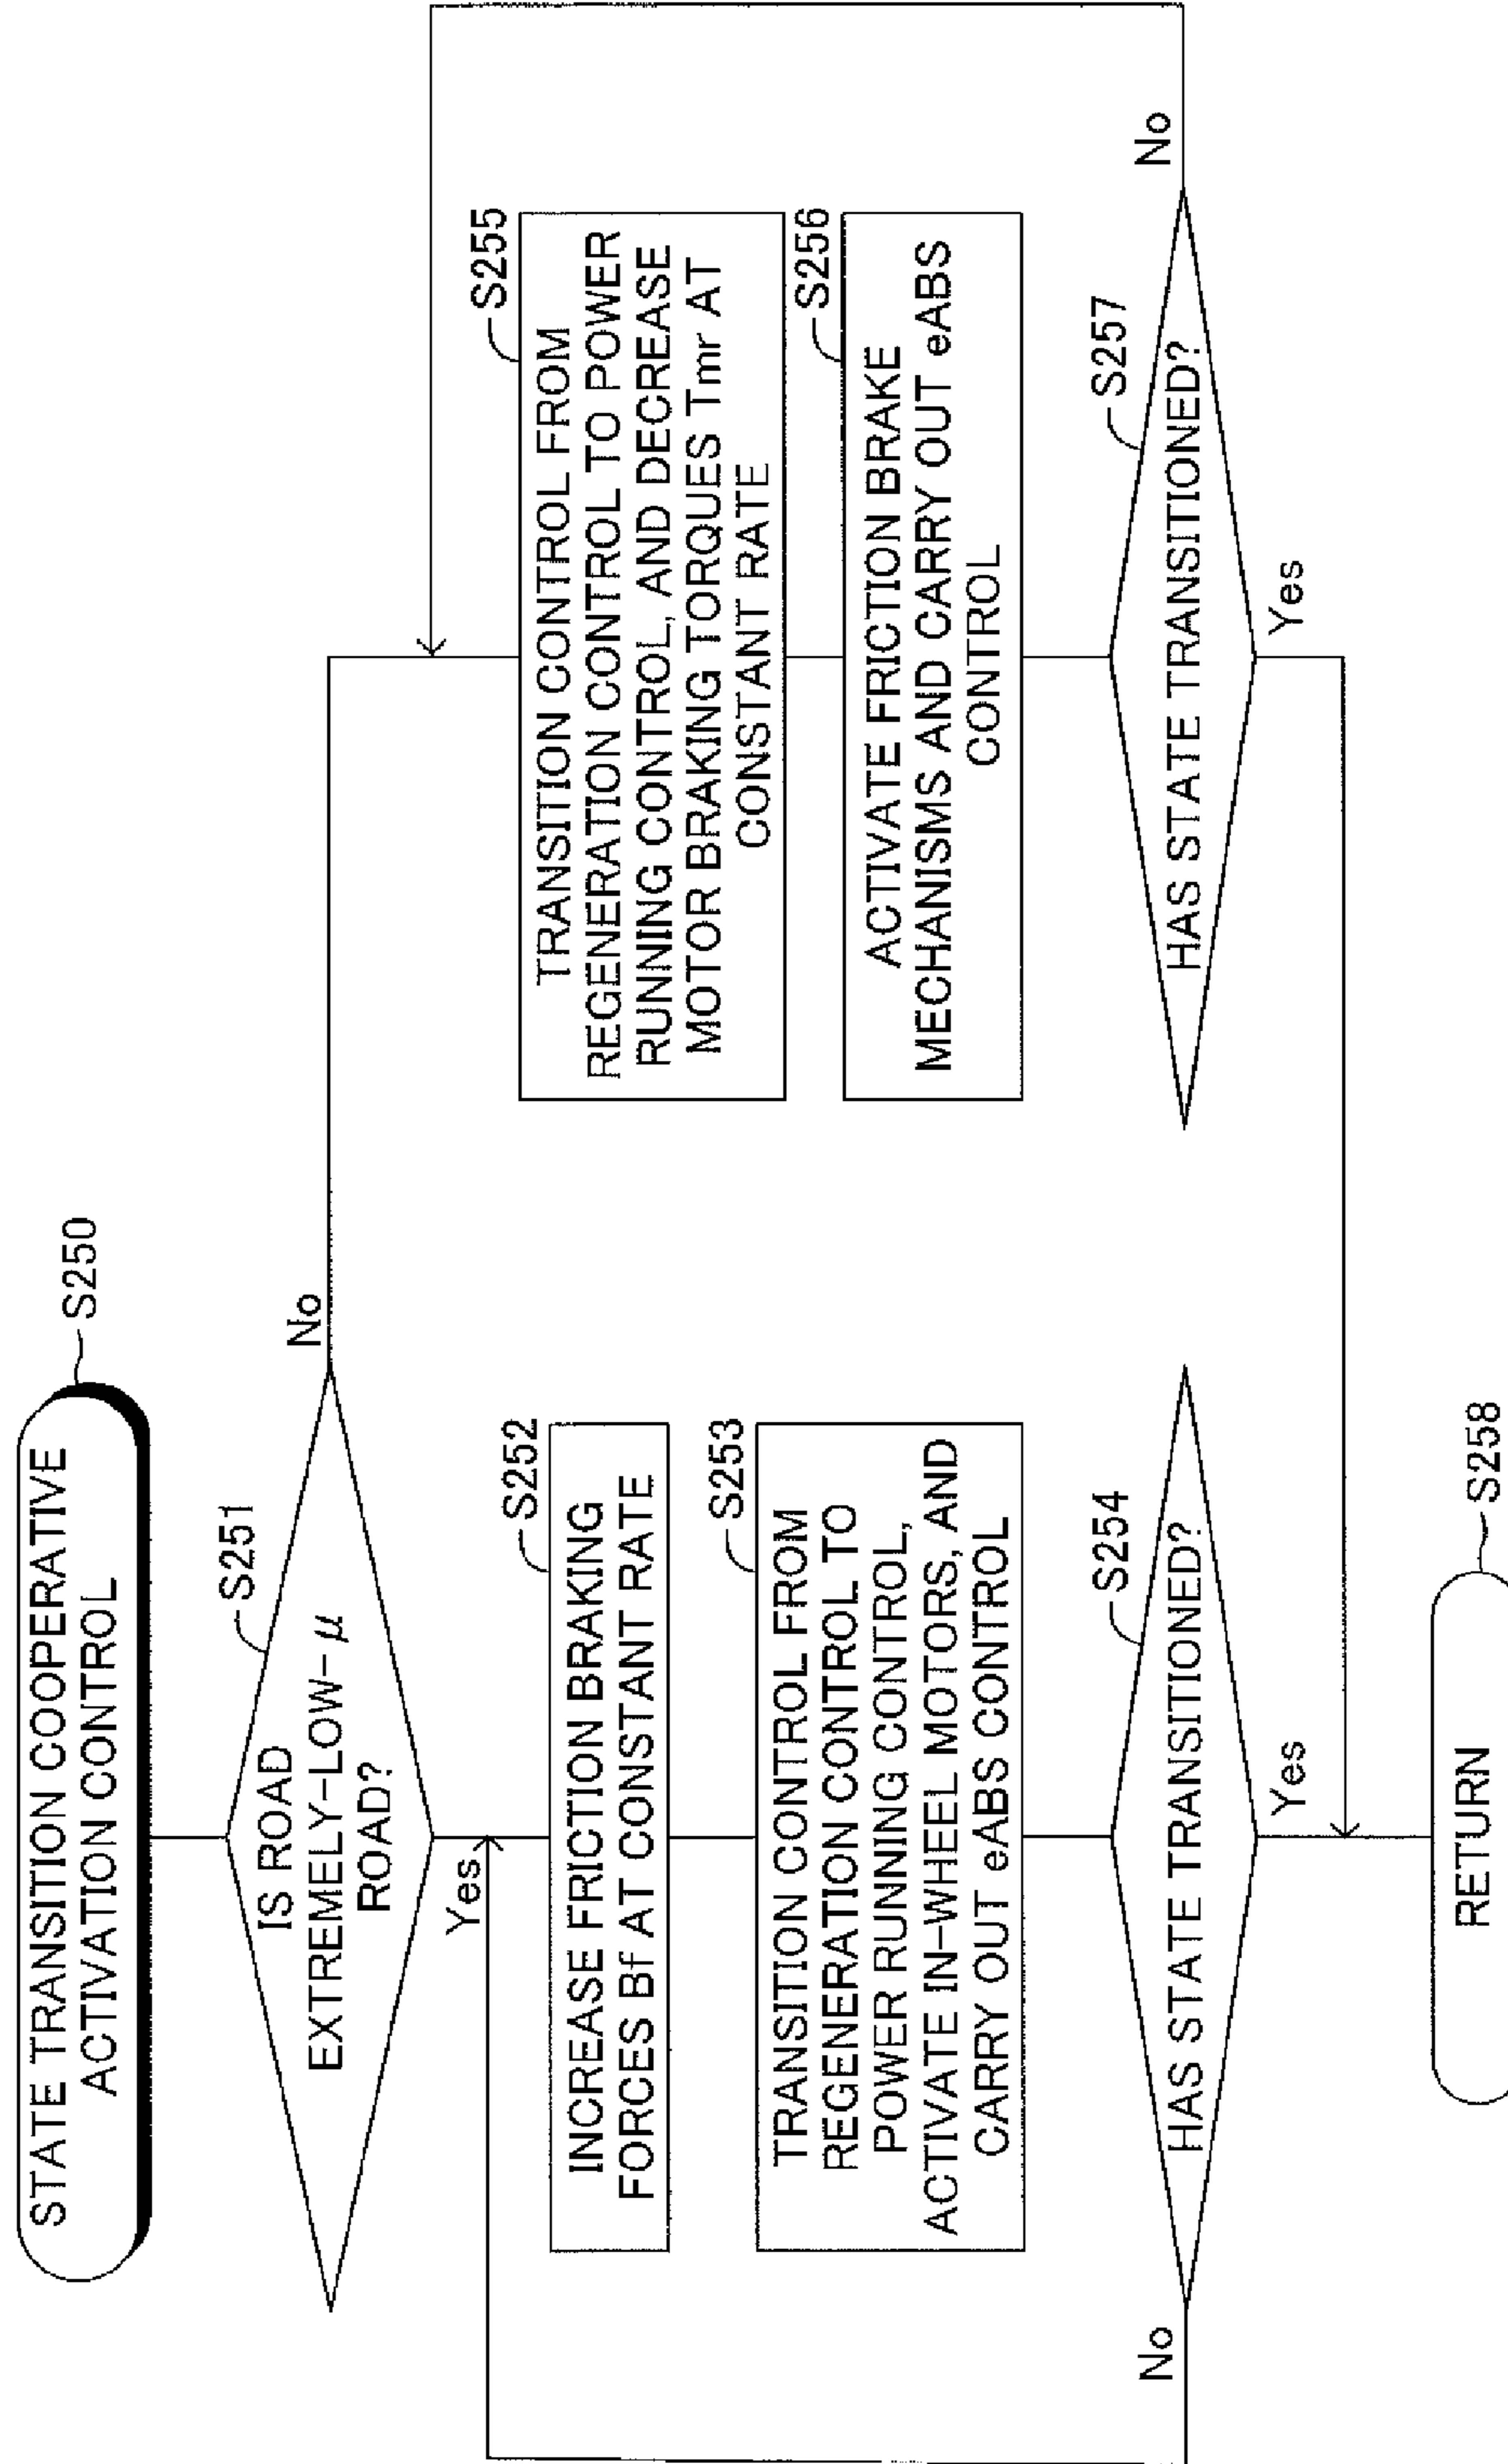 STATE TRANSITION COOPERATIVE
ACTIVATION CONTROL
S250
IS ROAD
EXTREMELY-LOW-μ
ROAD?
S251
No
Yes
INCREASE FRICTION BRAKING
FORCES Bf AT CONSTANT RATE
S252
TRANSITION CONTROL FROM
REGENERATION CONTROL TO
POWER RUNNING CONTROL,
ACTIVATE IN-WHEEL MOTORS, AND
CARRY OUT eABS CONTROL
S253
HAS STATE TRANSITIONED?
S254
No
Yes
TRANSITION CONTROL FROM
REGENERATION CONTROL TO POWER
RUNNING CONTROL, AND DECREASE
MOTOR BRAKING TORQUES Tmr AT
CONSTANT RATE
S255
ACTIVATE FRICTION BRAKE
MECHANISMS AND CARRY OUT eABS
CONTROL
S256
HAS STATE TRANSITIONED?
S257
No
Yes
RETURN
S258